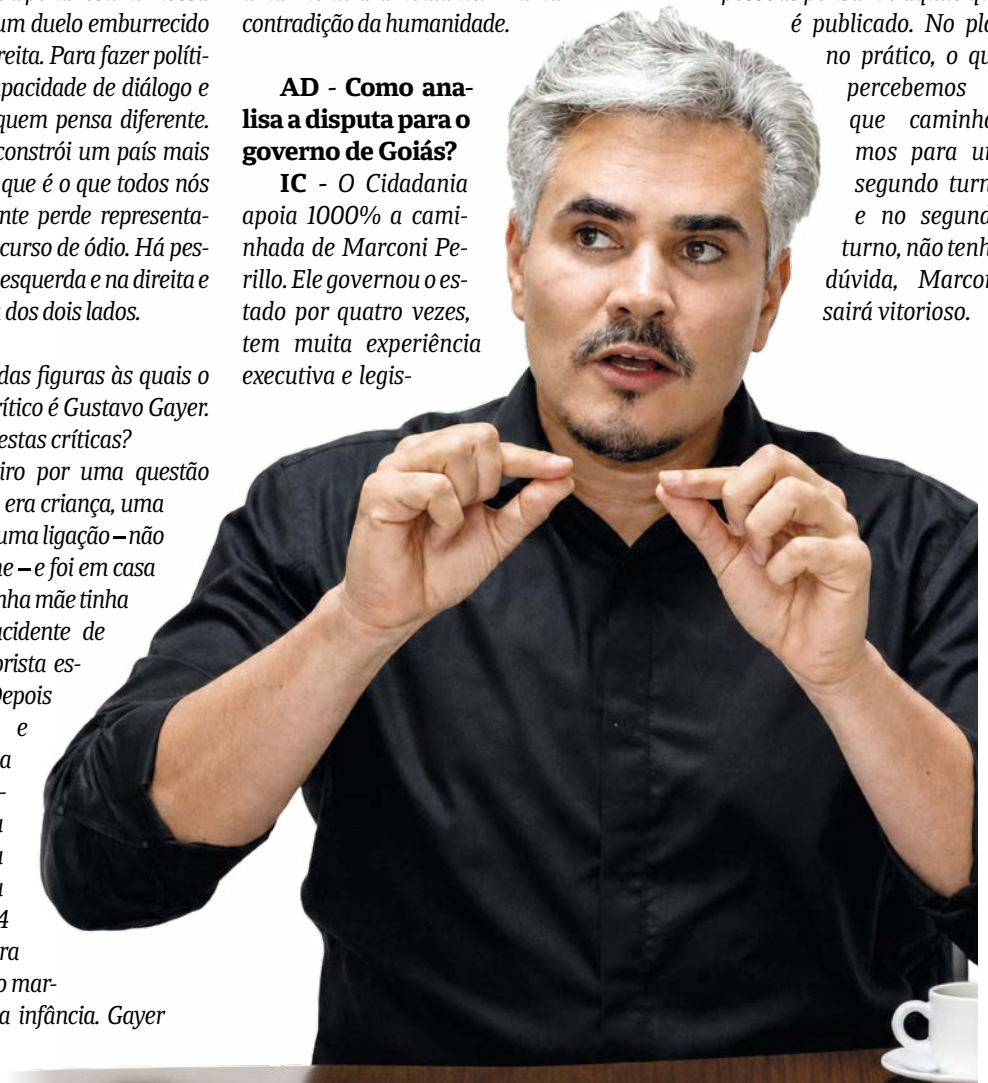 um duelo emburrecido
reita. Para fazer políti-
pacidade de diálogo e
quem pensa diferente.
constrói um país mais
que é o que todos nós
nte perde representa-
curso de ódio. Há pes-
esquerda e na direita e
dos dois lados.
das figuras às quais o
rítico é Gustavo Gayer.
estas críticas?
iro por uma questão
era criança, uma
uma ligação – não
ne – e foi em casa
nha mãe tinha
cidente de
orista es-
Depois
e
a
-
a
a
a
4
ra
o mar-
a infância. Gayer
contradição da humanidade.
AD - Como ana-
lisa a disputa para o
governo de Goiás?
IC - O Cidadania
apoia 1000% a cami-
nhada de Marconi Pe-
rillo. Ele governou o es-
tado por quatro vezes,
tem muita experiência
executiva e legis-
é publicado. No pla
no prático, o qu
percebemos
que caminha
mos para um
segundo turn
e no segund
turno, não tenh
dúvida, Marcon
sairá vitorioso.